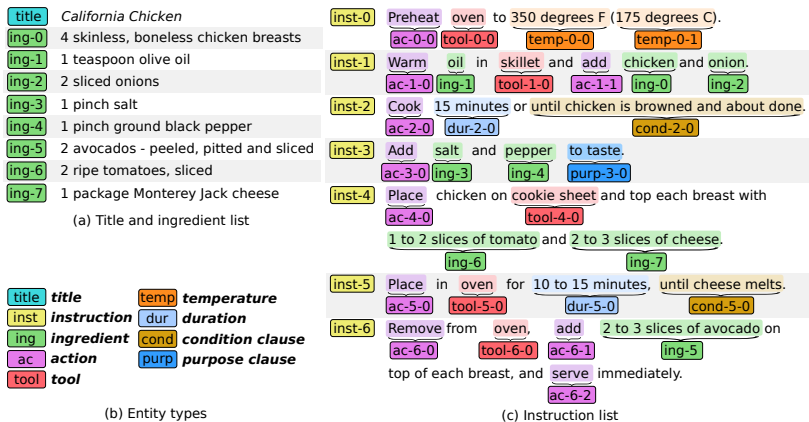 title California Chicken
ing-0 4 skinless, boneless chicken breasts
ing-1 1 teaspoon olive oil
ing-2 2 sliced onions
ing-3 1 pinch salt
ing-4 1 pinch ground black pepper
ing-5 2 avocados - peeled, pitted and sliced
ing-6 2 ripe tomatoes, sliced
ing-7 1 package Monterey Jack cheese
(a) Title and ingredient list
title title
inst instruction
ing ingredient
ac action
tool tool
temp temperature
dur duration
cond condition clause
purp purpose clause
(b) Entity types
inst-0 Preheat oven to 350 degrees F (175 degrees C).
ac-0-0 tool-0-0 temp-0-0 temp-0-1
inst-1 Warm oil in skillet and add chicken and onion.
ac-1-0 ing-1 tool-1-0 ac-1-1 ing-0 ing-2
inst-2 Cook 15 minutes or until chicken is browned and about done.
ac-2-0 dur-2-0 cond-2-0
inst-3 Add salt and pepper to taste.
ac-3-0 ing-3 ing-4 purp-3-0
inst-4 Place chicken on cookie sheet and top each breast with
ac-4-0 tool-4-0
1 to 2 slices of tomato and 2 to 3 slices of cheese.
ing-6 ing-7
inst-5 Place in oven for 10 to 15 minutes, until cheese melts.
ac-5-0 tool-5-0 dur-5-0 cond-5-0
inst-6 Remove from oven, add 2 to 3 slices of avocado on
ac-6-0 tool-6-0 ac-6-1 ing-5
top of each breast, and serve immediately.
ac-6-2
(c) Instruction list